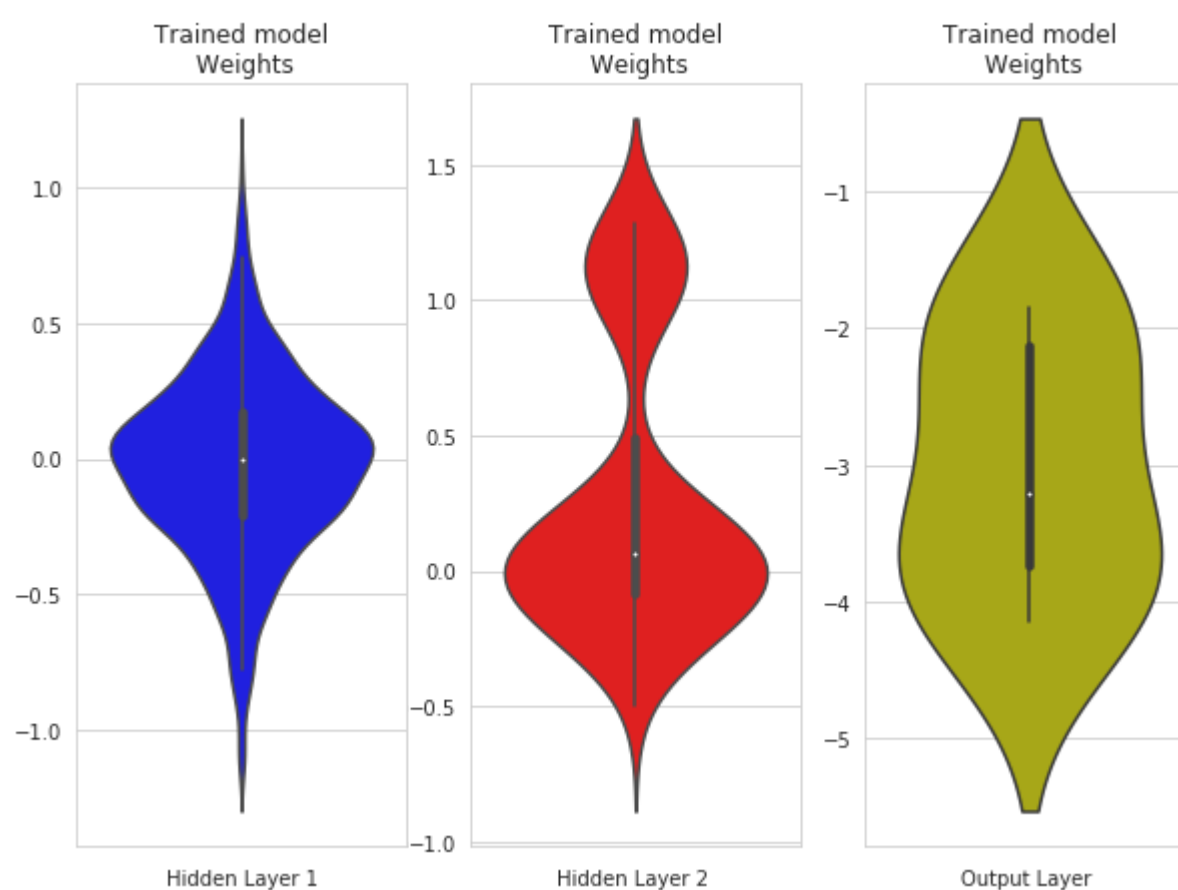 Trained model
Weights
1.0
0.5
0.0
−0.5
−1.0
Hidden Layer 1
Trained model
Weights
1.5
1.0
0.5
0.0
−0.5
−1.0
Hidden Layer 2
Trained model
Weights
−1
−2
−3
−4
−5
Output Layer